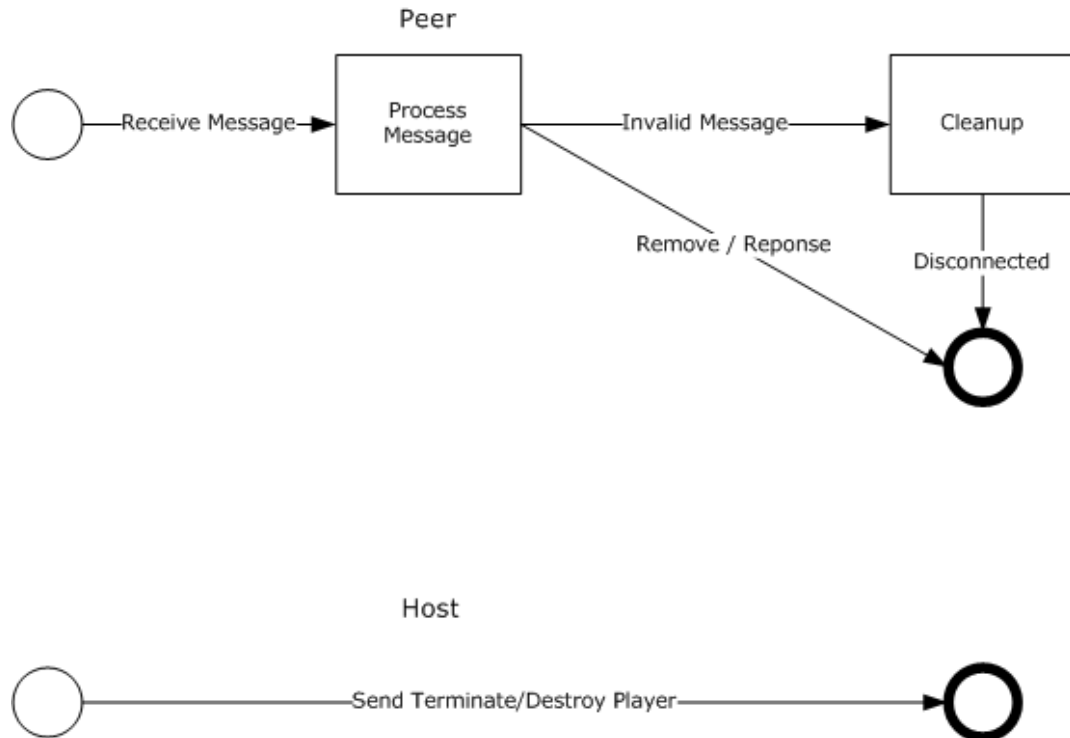 Peer
Receive Message
Process
Message
Invalid Message
Cleanup
Remove / Reponse
Disconnected
Host
Send Terminate/Destroy Player